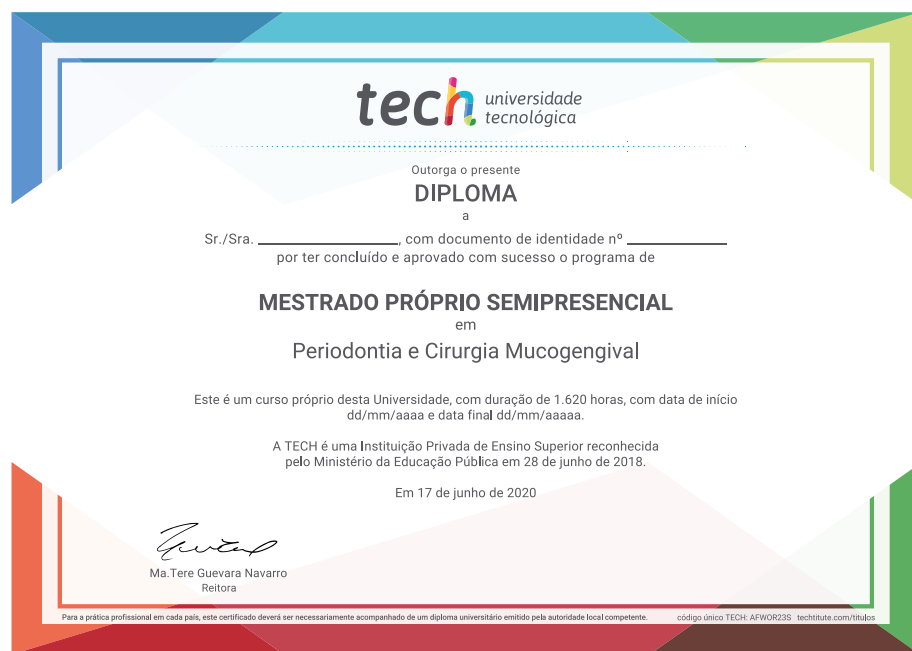 tech universidade
tecnológica
Outorga o presente
DIPLOMA
a
Sr./Sra. ____________________, com documento de identidade nº ______________
por ter concluído e aprovado com sucesso o programa de
MESTRADO PRÓPRIO SEMIPRESENCIAL
em
Periodontia e Cirurgia Mucogengival
Este é um curso próprio desta Universidade, com duração de 1.620 horas, com data de início
dd/mm/aaaa e data final dd/mm/aaaaa.
A TECH é uma Instituição Privada de Ensino Superior reconhecida
pelo Ministério da Educação Pública em 28 de junho de 2018.
Em 17 de junho de 2020
Ma.Tere Guevara Navarro
Reitora
Para a prática profissional em cada país, este certificado deverá ser necessariamente acompanhado de um diploma universitário emitido pela autoridade local competente. código único TECH: AFWOR23S techtitute.com/titulos